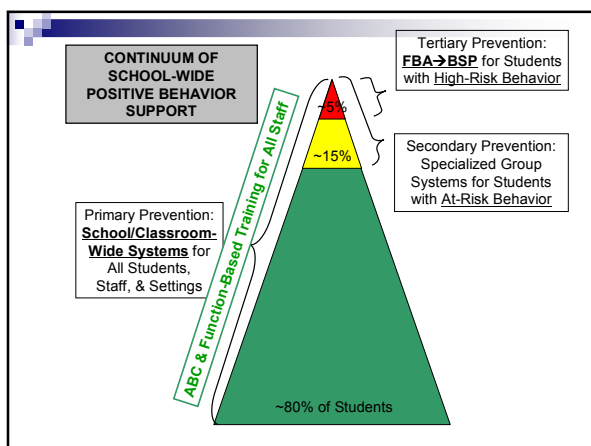 CONTINUUM OF
SCHOOL-WIDE
POSITIVE BEHAVIOR
SUPPORT
Tertiary Prevention:
FBA→BSP for Students
with High-Risk Behavior
~5%
~15%
Secondary Prevention:
Specialized Group
Systems for Students
with At-Risk Behavior
ABC & Function-Based Training for All Staff
Primary Prevention:
School/Classroom-
Wide Systems for
All Students,
Staff, & Settings
~80% of Students